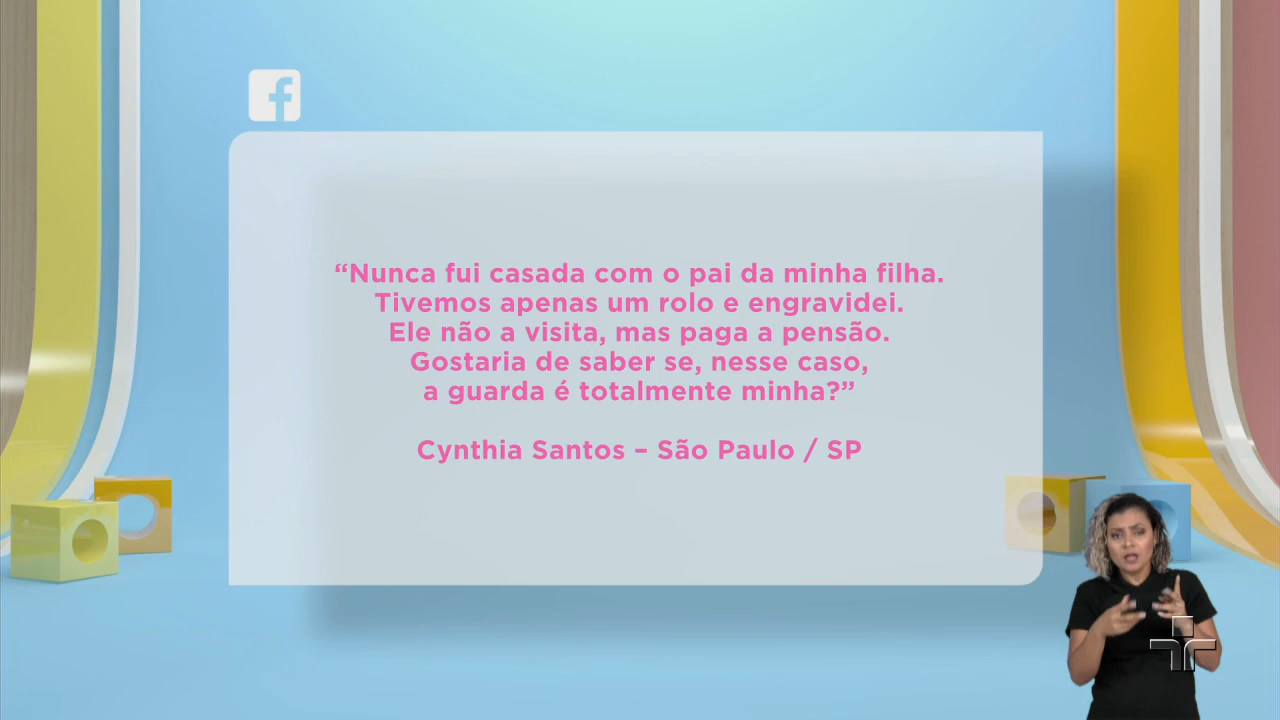 “Nunca fui casada com o pai da minha filha.
Tivemos apenas um rolo e engravidei.
Ele não a visita, mas paga a pensão.
Gostaria de saber se, nesse caso,
a guarda é totalmente minha?”
Cynthia Santos – São Paulo / SP